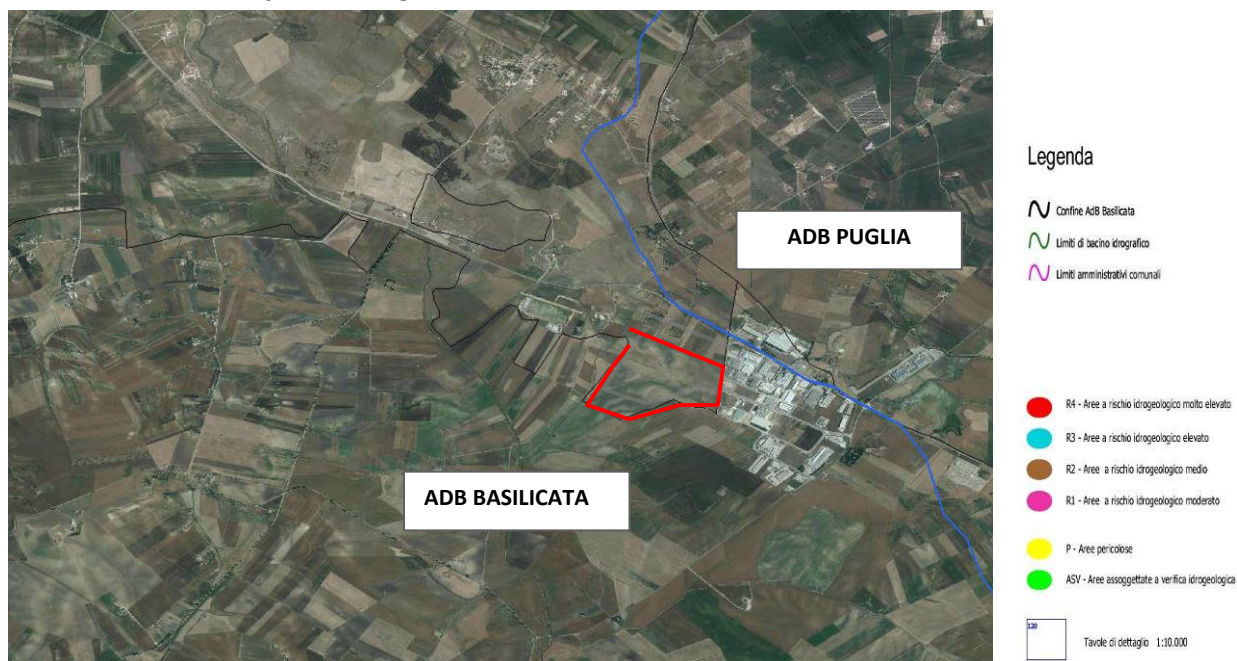 ADB PUGLIA
ADB BASILICATA
Legenda
Confine AdB Basilicata
Limiti di bacino idrografico
Limiti amministrativi comunali
R4 - Aree a rischio idrogeologico molto elevato
R3 - Aree a rischio idrogeologico elevato
R2 - Aree a rischio idrogeologico medio
R1 - Aree a rischio idrogeologico moderato
P - Aree pericolose
ASV - Aree assoggettate a verifica idrogeologica
120
Tavole di dettaglio 1:10.000